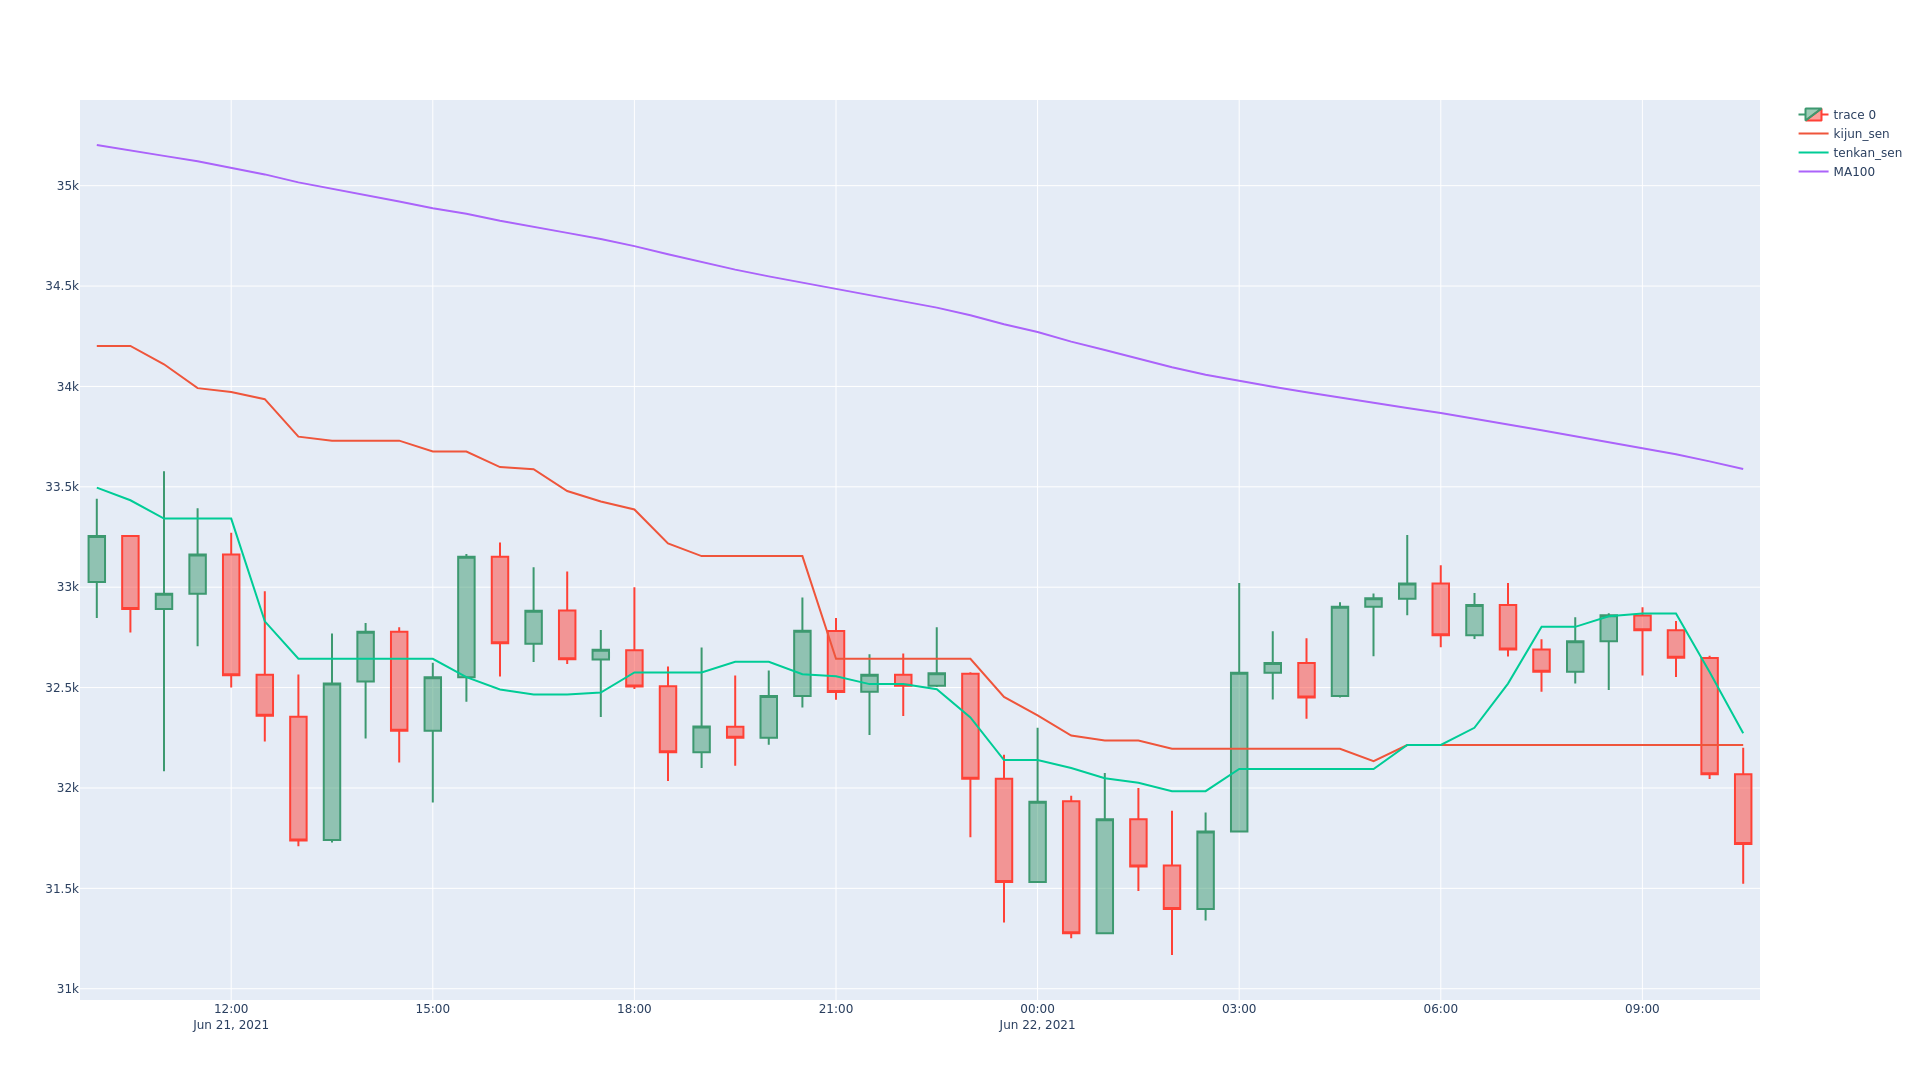 trace 0
kijun_sen
tenkan_sen
MA100
35k
34.5k
34k
33.5k
33k
32.5k
32k
31.5k
31k
12:00 15:00 18:00 21:00 00:00 03:00 06:00 09:00
Jun 21, 2021 Jun 22, 2021